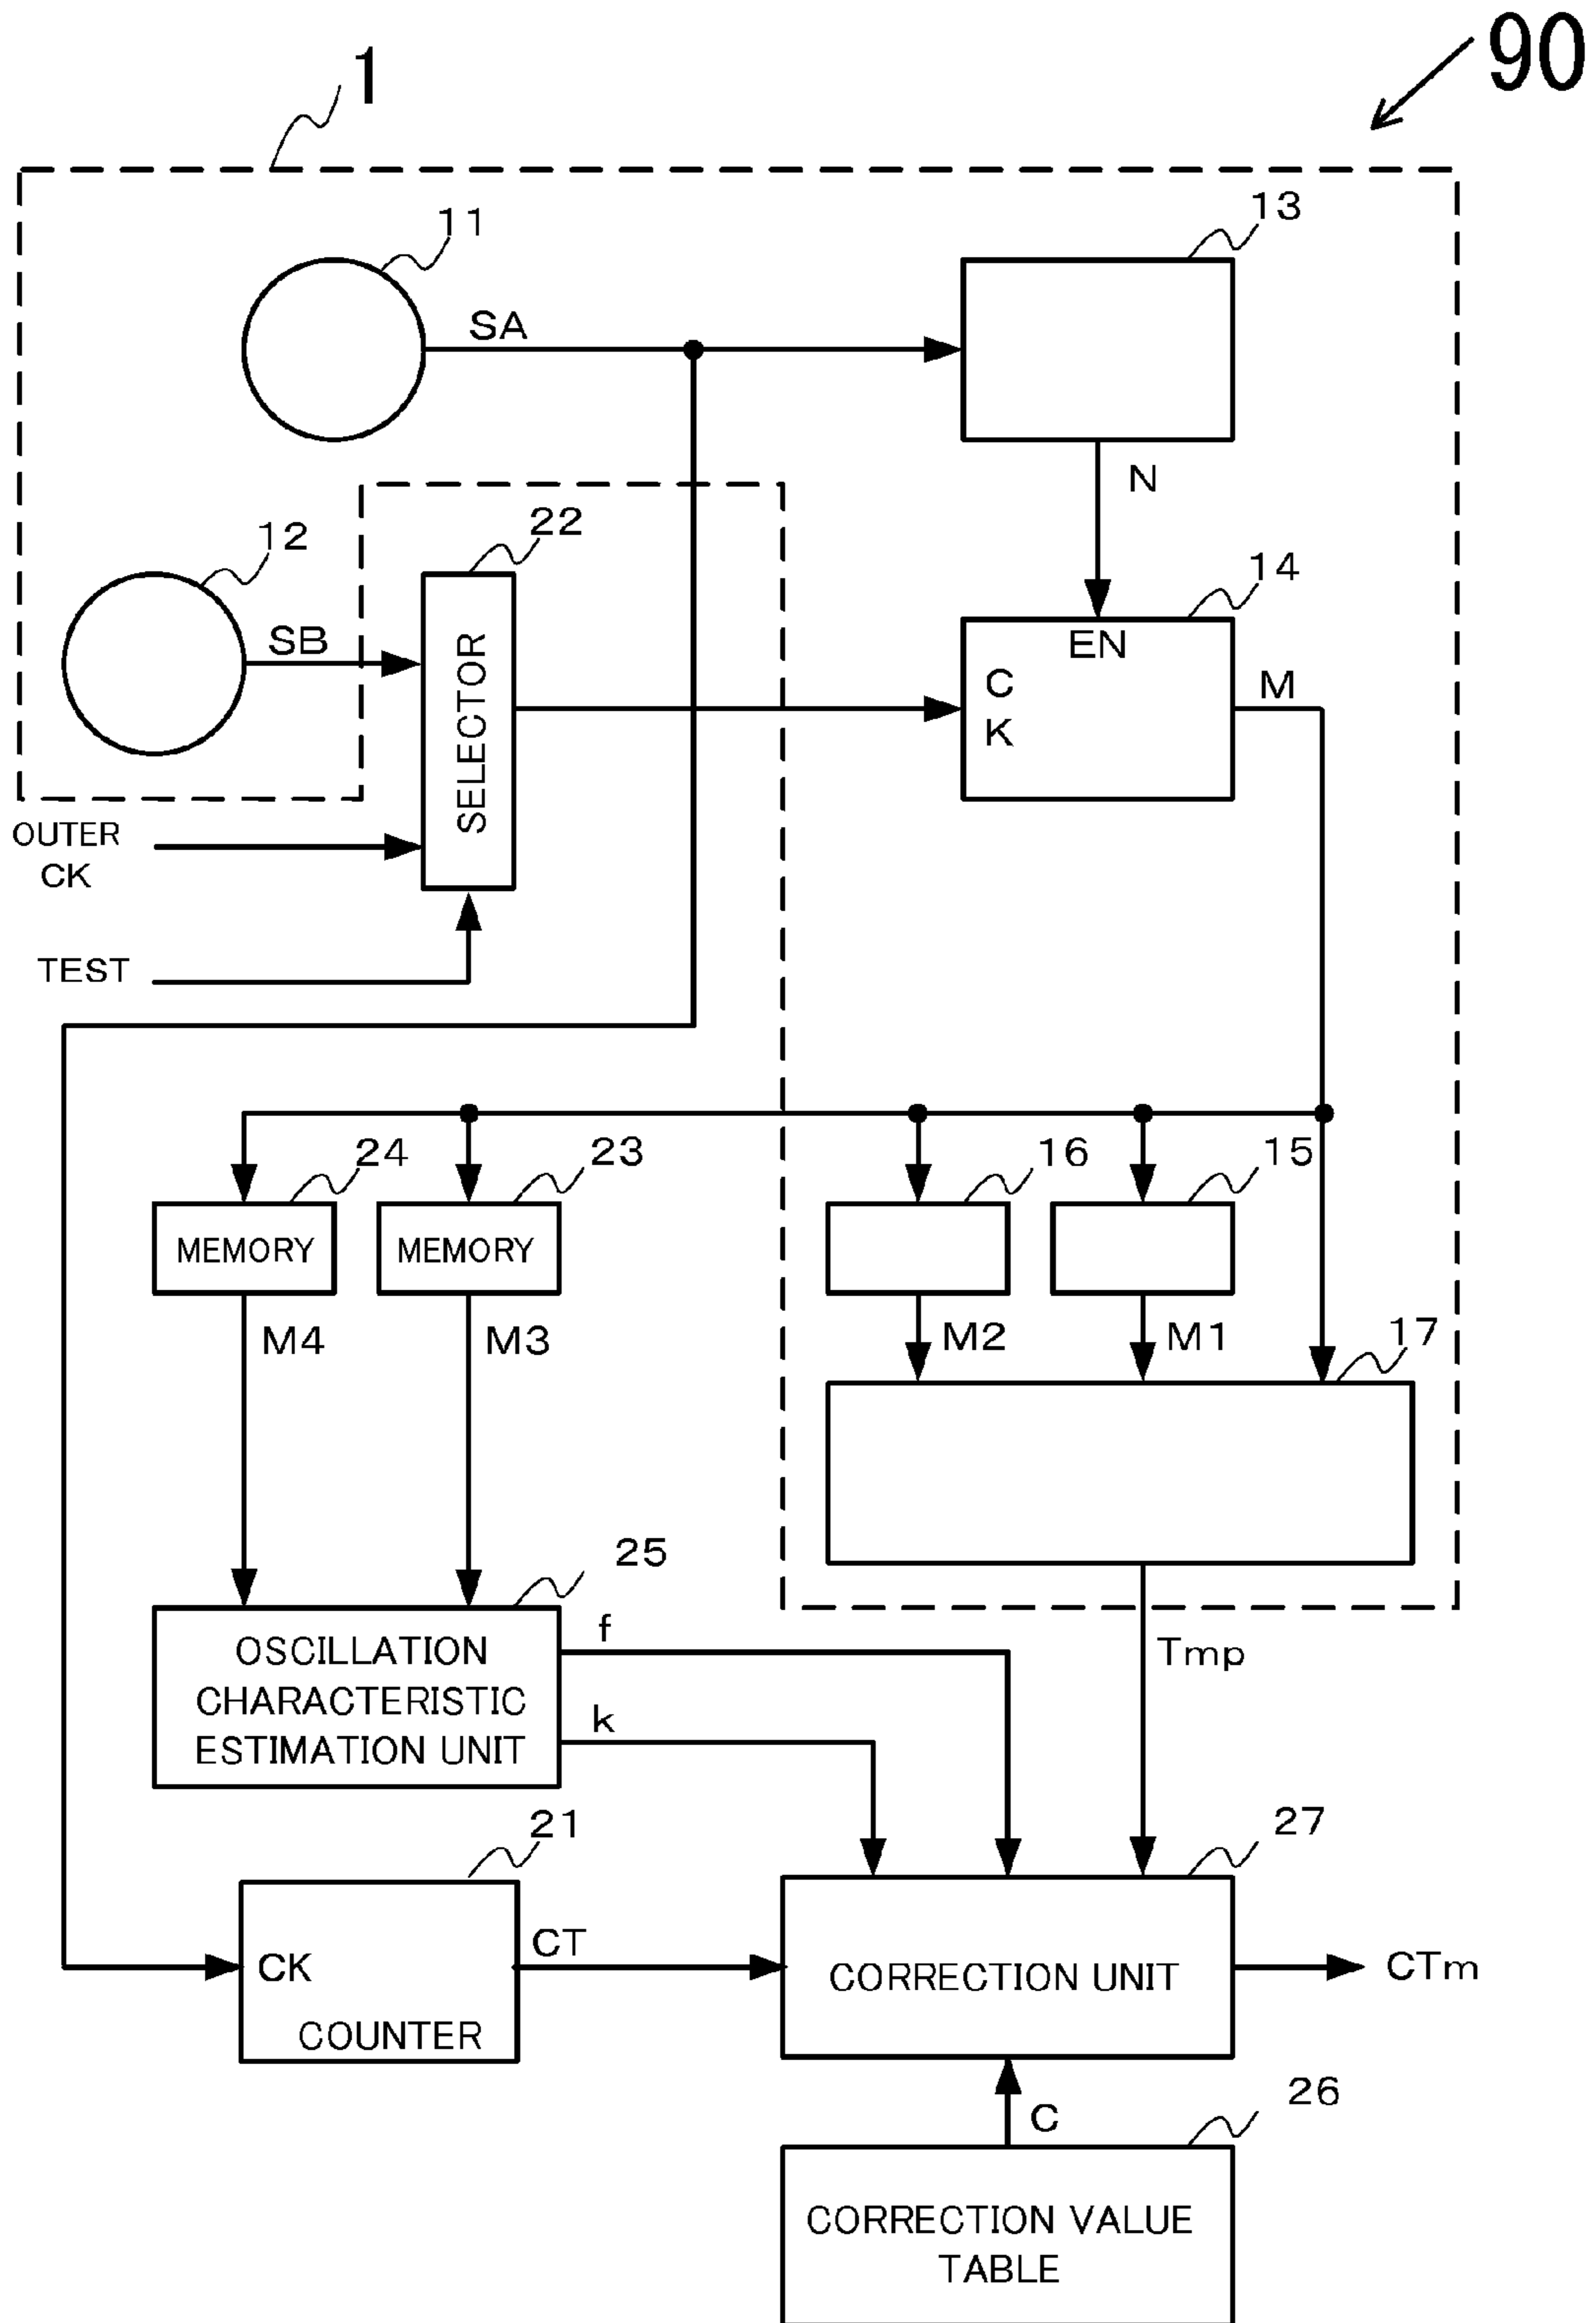 90
1
11
13
SA
N
12
22
14
SB
SELECTOR
EN
C
K
M
OUTER
CK
TEST
24
23
16
15
MEMORY
MEMORY
M4
M3
M2
M1
17
25
OSCILLATION
CHARACTERISTIC
ESTIMATION UNIT
f
k
Tmp
21
27
CK
COUNTER
CT
CORRECTION UNIT
CTm
C
26
CORRECTION VALUE
TABLE